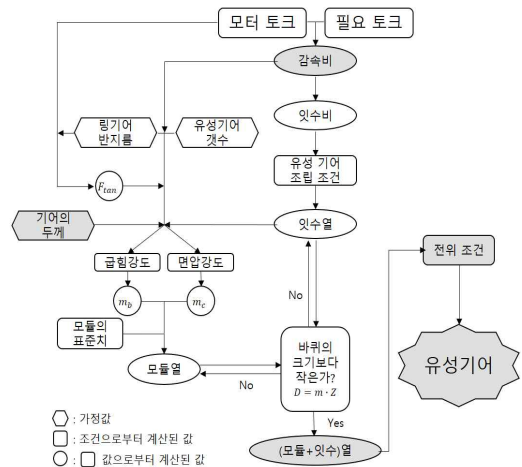 모터 토크
필요 토크
감속비
링기어
반지름
유성기어
갯수
잇수비
유성 기어
조립 조건
F_tan
기어의
두께
잇수열
전위 조건
굽힘강도
면압강도
No
m_b
m_c
모듈의
표준치
바퀴의
크기보다
작은가?
D = m · Z
모듈열
No
유성기어
Yes
(모듈+잇수)열
: 가정값
: 조건으로부터 계산된 값
: 값으로부터 계산된 값